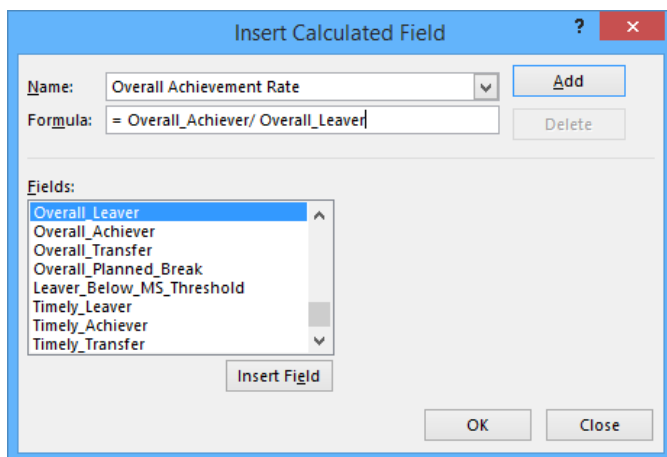 Insert Calculated Field
?
×
Name: Overall Achievement Rate
Add
Formula: = Overall_Achiever/ Overall_Leaver
Delete
Fields:
Overall_Leaver
Overall_Achiever
Overall_Transfer
Overall_Planned_Break
Leaver_Below_MS_Threshold
Timely_Leaver
Timely_Achiever
Timely_Transfer
Insert Field
OK
Close